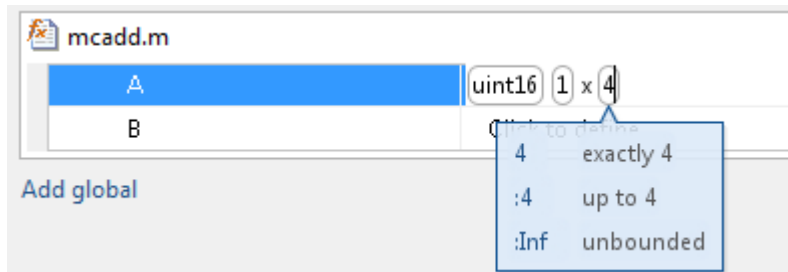 mcadd.m
A uint16 1 x 4
B Click to define
4 exactly 4
:4 up to 4
:Inf unbounded
Add global